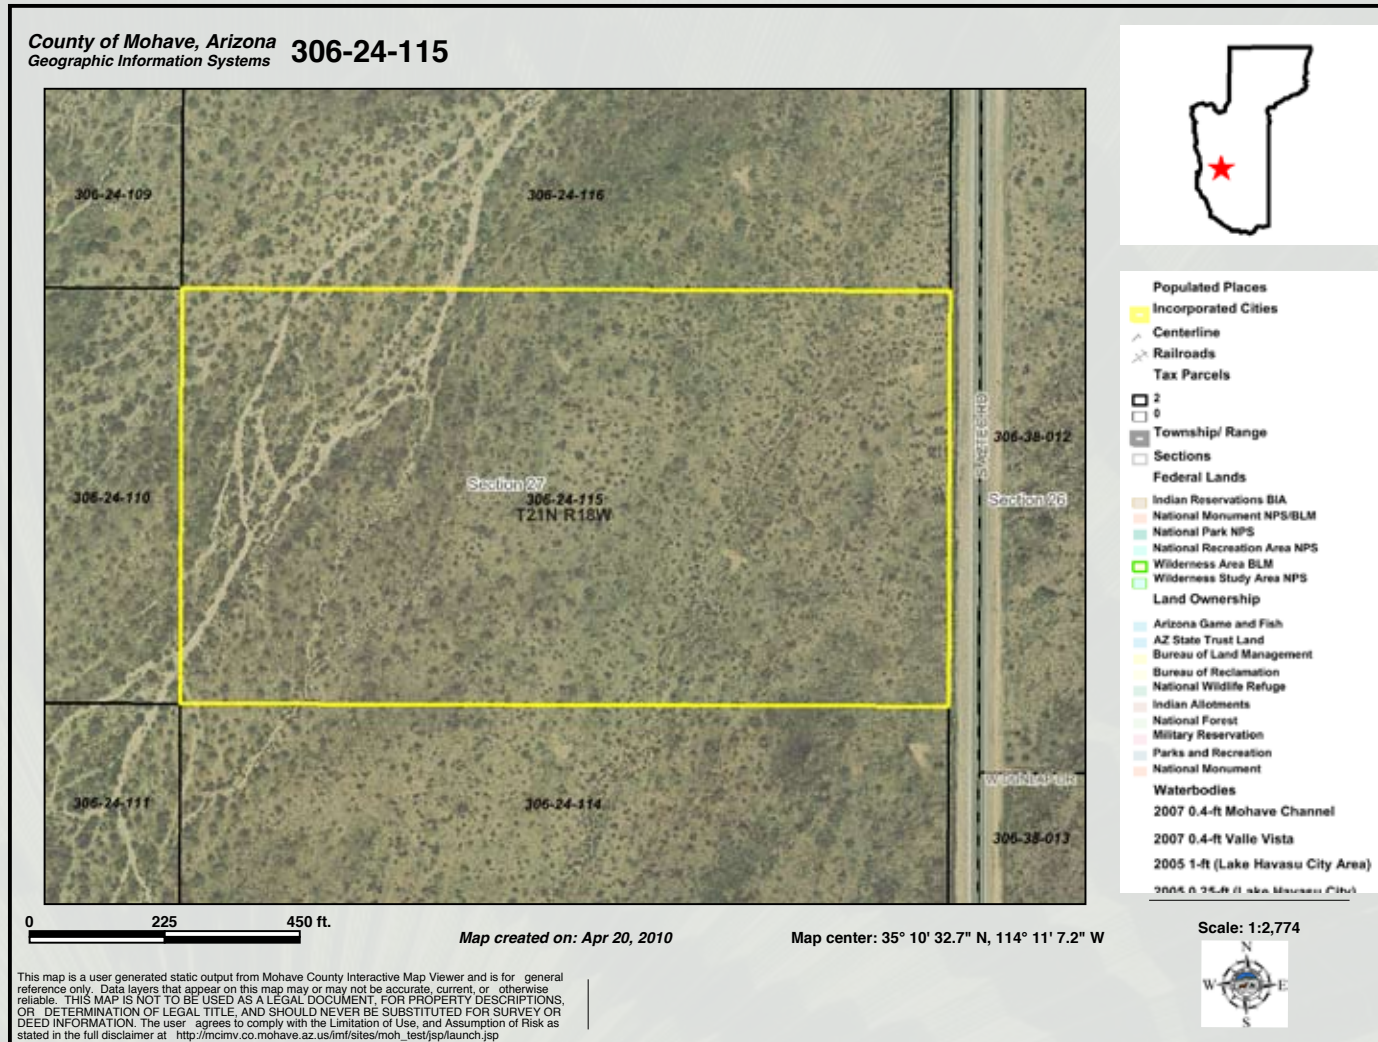 County of Mohave, Arizona
Geographic Information Systems
306-24-115
306-24-109
306-24-116
306-24-110
Section 27
306-24-115
T21N R18W
S AZTEC RD
306-38-012
Section 26
W DUNLAP DR
306-24-111
306-24-114
306-38-013
Populated Places
Incorporated Cities
Centerline
Railroads
Tax Parcels
2
0
Township/ Range
Sections
Federal Lands
Indian Reservations BIA
National Monument NPS/BLM
National Park NPS
National Recreation Area NPS
Wilderness Area BLM
Wilderness Study Area NPS
Land Ownership
Arizona Game and Fish
AZ State Trust Land
Bureau of Land Management
Bureau of Reclamation
National Wildlife Refuge
Indian Allotments
National Forest
Military Reservation
Parks and Recreation
National Monument
Waterbodies
2007 0.4-ft Mohave Channel
2007 0.4-ft Valle Vista
2005 1-ft (Lake Havasu City Area)
2005 0.25-ft (Lake Havasu City)
0 225 450 ft.
Map created on: Apr 20, 2010
Map center: 35° 10' 32.7" N, 114° 11' 7.2" W
Scale: 1:2,774
N
W E
S
This map is a user generated static output from Mohave County Interactive Map Viewer and is for general
reference only. Data layers that appear on this map may or may not be accurate, current, or otherwise
reliable. THIS MAP IS NOT TO BE USED AS A LEGAL DOCUMENT, FOR PROPERTY DESCRIPTIONS,
OR DETERMINATION OF LEGAL TITLE, AND SHOULD NEVER BE SUBSTITUTED FOR SURVEY OR
DEED INFORMATION. The user agrees to comply with the Limitation of Use, and Assumption of Risk as
stated in the full disclaimer at http://mcimv.co.mohave.az.us/imf/sites/moh_test/jsp/launch.jsp